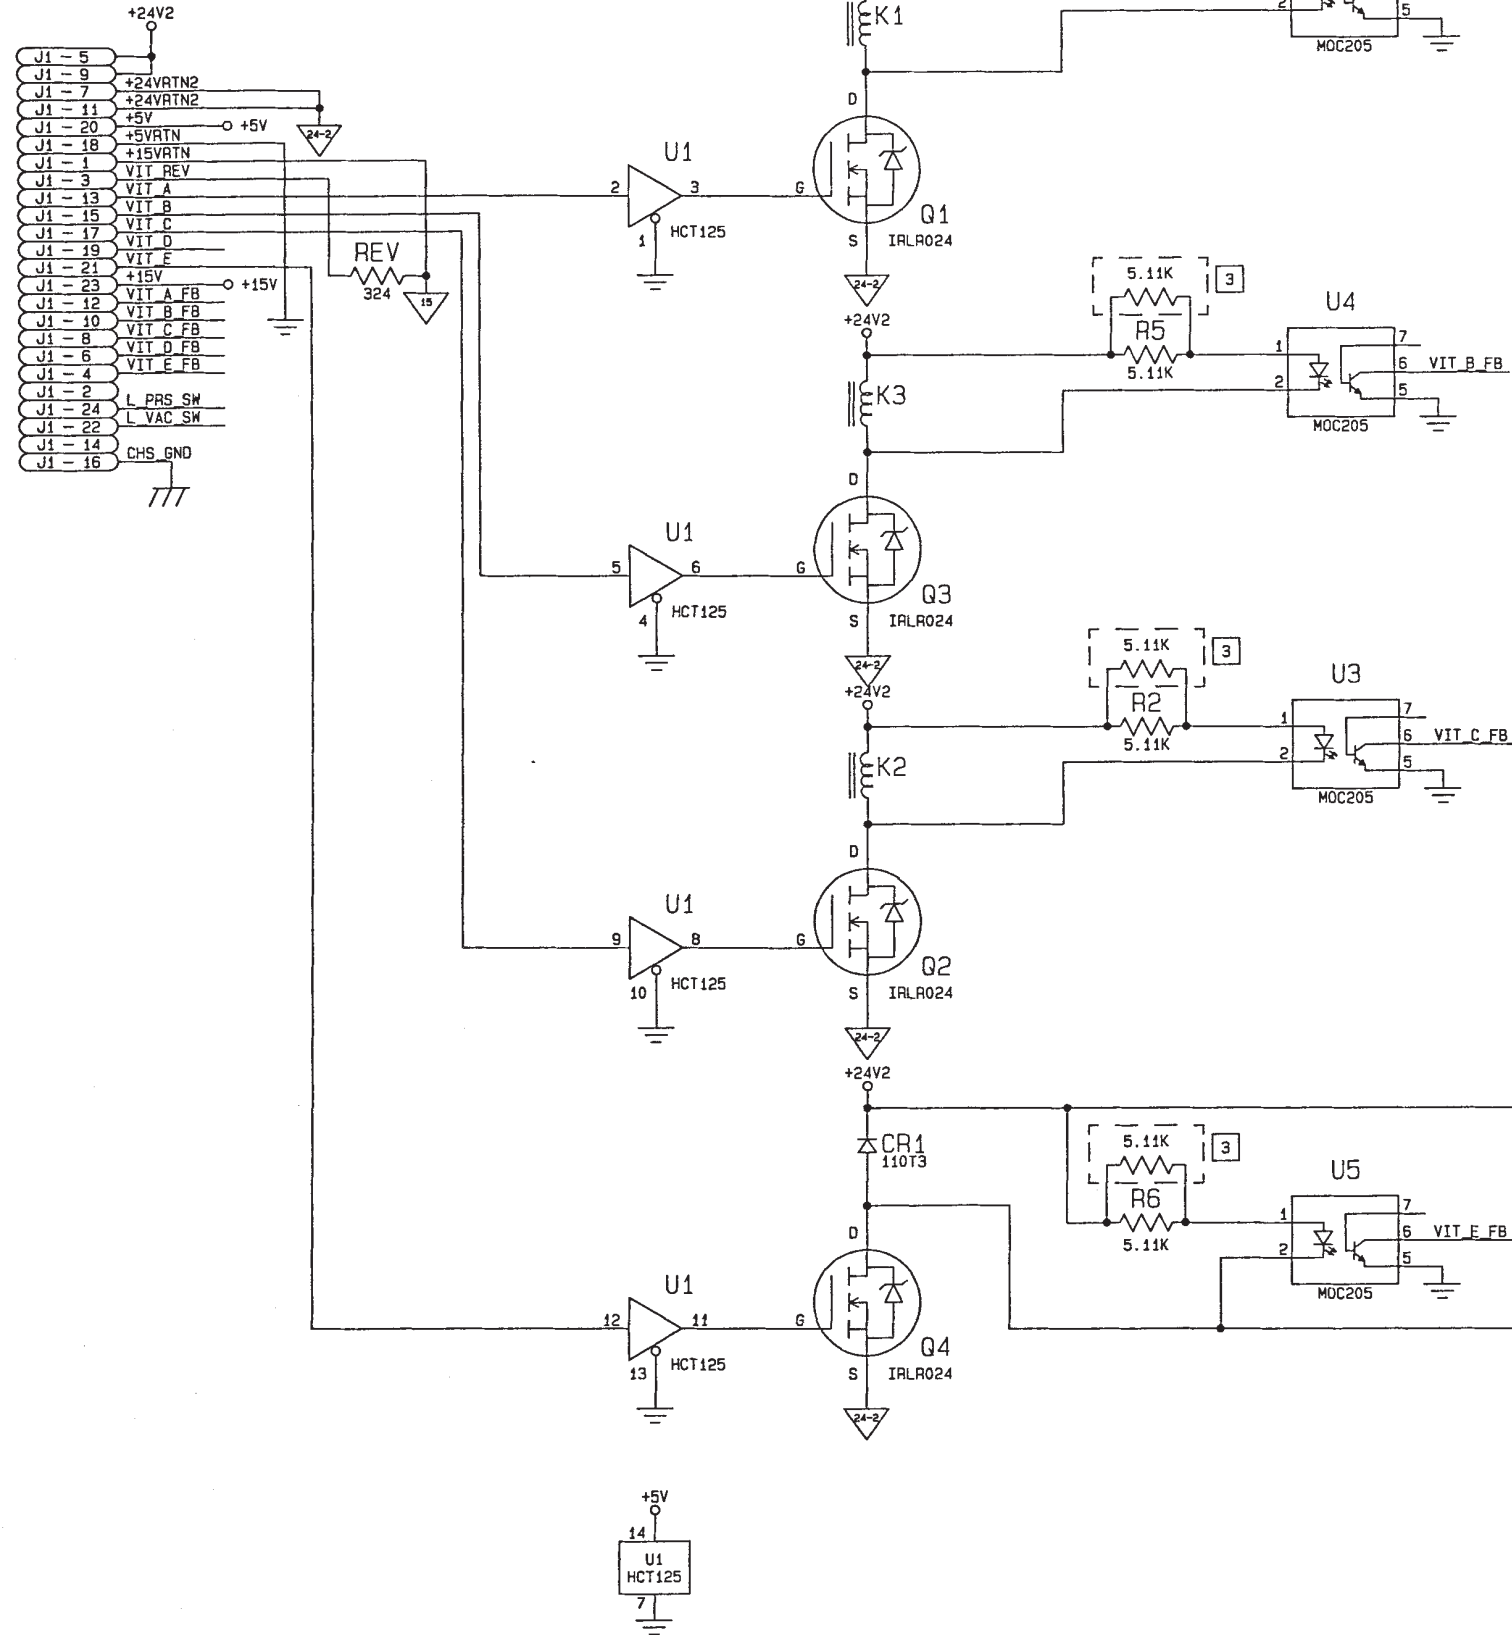 +24V2
J1 - 5
J1 - 9
J1 - 7 +24VRTN2
J1 - 11 +24VRTN2
J1 - 20 +5V +5V
J1 - 18 +5VRTN
J1 - 1 +15VRTN
J1 - 3 VIT_REV
J1 - 13 VIT_A
J1 - 15 VIT_B
J1 - 17 VIT_C
J1 - 19 VIT_D
J1 - 21 VIT_E
J1 - 23 +15V +15V
J1 - 12 VIT_A_FB
J1 - 10 VIT_B_FB
J1 - 8 VIT_C_FB
J1 - 6 VIT_D_FB
J1 - 4 VIT_E_FB
J1 - 2
J1 - 24 L_PRS_SW
J1 - 22 L_VAC_SW
J1 - 14
J1 - 16 CHS_GND
24-2
REV
324
15
K1
2
5
MOC205
D
U1
2 3 G
1 HCT125
Q1
S IRLR024
24-2
+24V2
5.11K 3
R5
5.11K
U4
1 7
6 VIT_B_FB
2 5
MOC205
K3
D
U1
5 6 G
4 HCT125
Q3
S IRLR024
24-2
+24V2
5.11K 3
R2
5.11K
U3
1 7
6 VIT_C_FB
2 5
MOC205
K2
D
U1
9 8 G
10 HCT125
Q2
S IRLR024
24-2
+24V2
CR1
110T3
5.11K 3
R6
5.11K
U5
1 7
6 VIT_E_FB
2 5
MOC205
D
U1
12 11 G
13 HCT125
Q4
S IRLR024
24-2
+5V
14
U1
HCT125
7